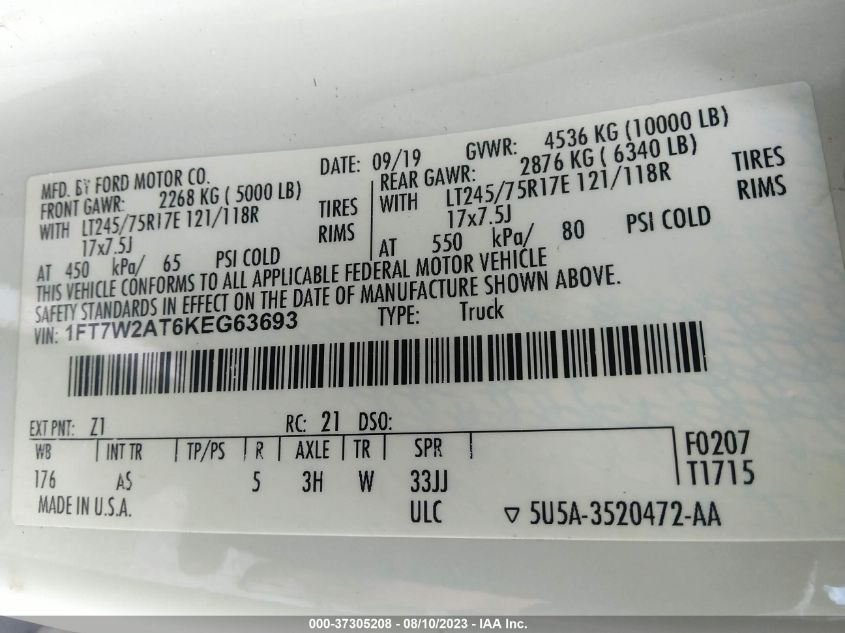 MFD. BY FORD MOTOR CO. DATE: 09/19 GVWR: 4536 KG (10000 LB)
FRONT GAWR: 2268 KG ( 5000 LB) REAR GAWR: 2876 KG ( 6340 LB)
WITH LT245/75R17E 121/118R TIRES WITH LT245/75R17E 121/118R TIRES
17x7.5J RIMS 17x7.5J RIMS
AT 450 kPa/ 65 PSI COLD AT 550 kPa/ 80 PSI COLD
THIS VEHICLE CONFORMS TO ALL APPLICABLE FEDERAL MOTOR VEHICLE
SAFETY STANDARDS IN EFFECT ON THE DATE OF MANUFACTURE SHOWN ABOVE.
VIN: 1FT7W2AT6KEG63693 TYPE: Truck
EXT PNT: Z1 RC: 21 DSO:
WB INT TR TP/PS R AXLE TR SPR F0207
176 AS 5 3H W 33JJ T1715
MADE IN U.S.A. ULC ▽ 5U5A-3520472-AA
000-37305208 - 08/10/2023 - IAA Inc.